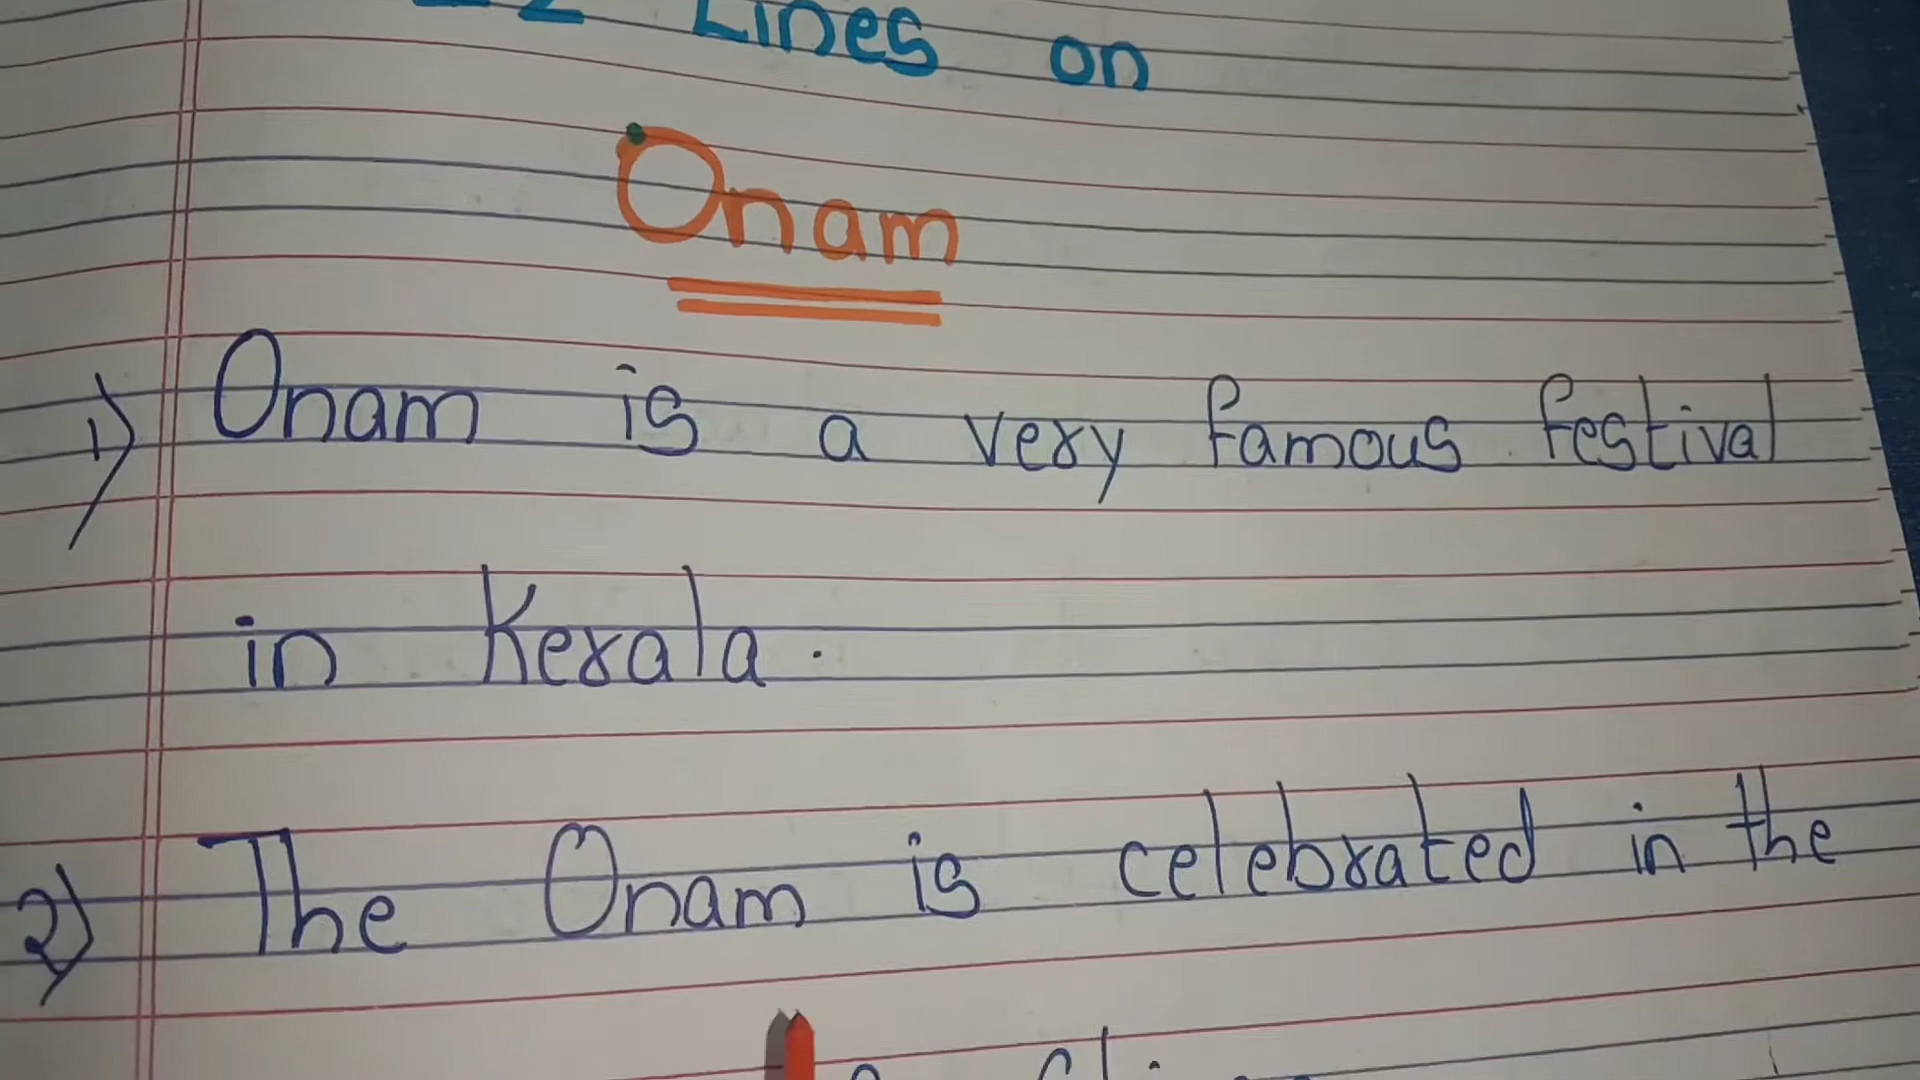 Lines on
Onam
1) Onam is a very famous festival
in Kerala.
2) The Onam is celebrated in the